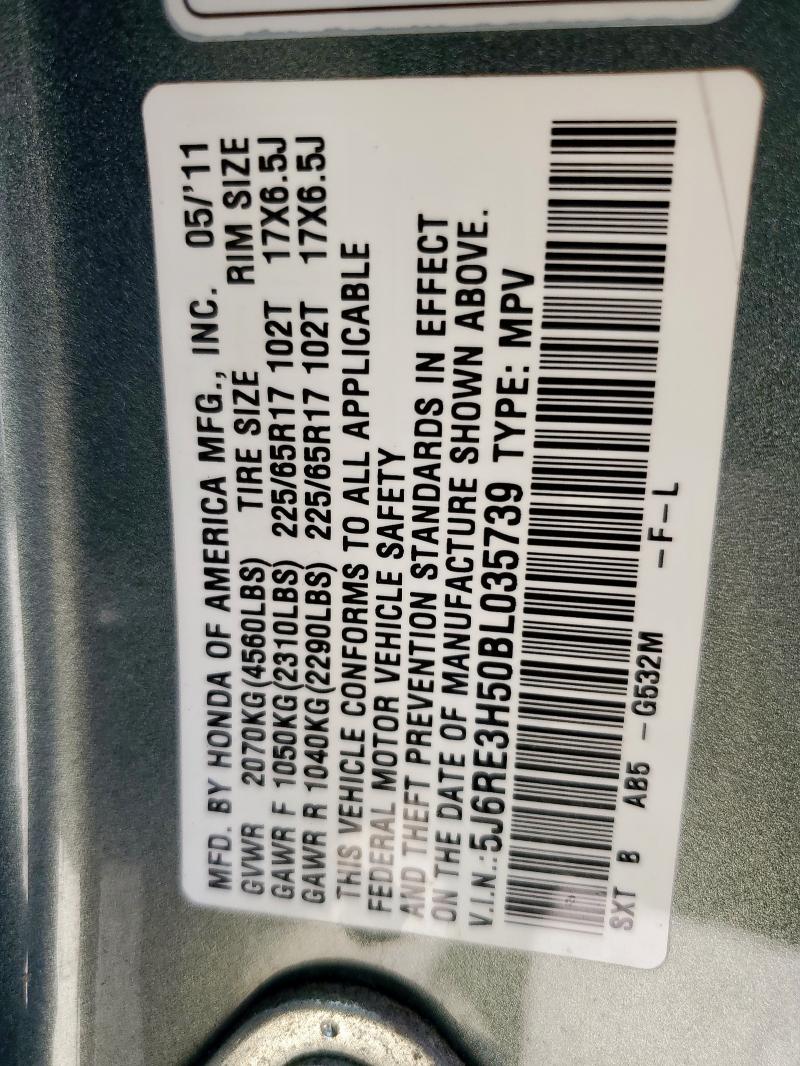 MFD. BY HONDA OF AMERICA MFG., INC. 05/'11
GVWR 2070KG(4560LBS) TIRE SIZE RIM SIZE
GAWR F 1050KG(2310LBS) 225/65R17 102T 17X6.5J
GAWR R 1040KG(2290LBS) 225/65R17 102T 17X6.5J
THIS VEHICLE CONFORMS TO ALL APPLICABLE
FEDERAL MOTOR VEHICLE SAFETY
AND THEFT PREVENTION STANDARDS IN EFFECT
ON THE DATE OF MANUFACTURE SHOWN ABOVE.
V.I.N.:5J6RE3H50BL035739 TYPE: MPV
SXT B AB5 -G532M -F-L